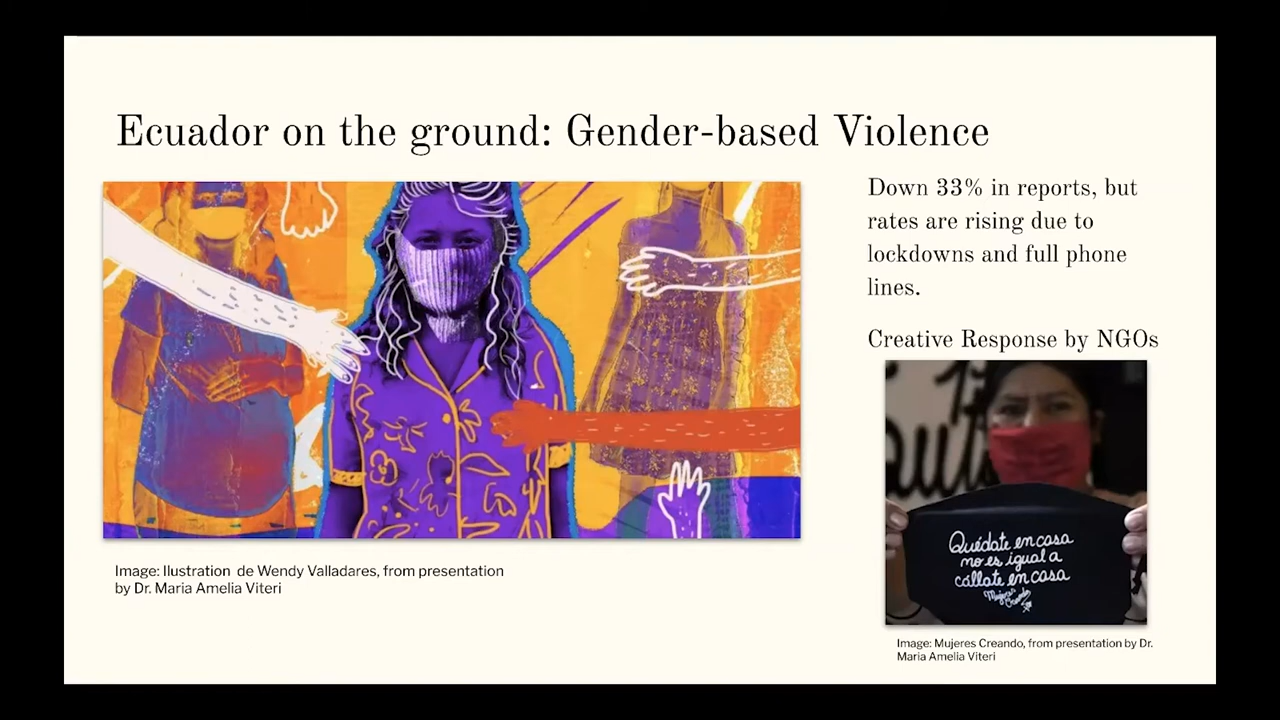 Ecuador on the ground: Gender-based Violence
Down 33% in reports, but
rates are rising due to
lockdowns and full phone
lines.
Creative Response by NGOs
Quédate en casa
no es igual a
cállate en casa
Mujeres
Creando
Image: Ilustration de Wendy Valladares, from presentation
by Dr. Maria Amelia Viteri
Image: Mujeres Creando, from presentation by Dr.
Maria Amelia Viteri